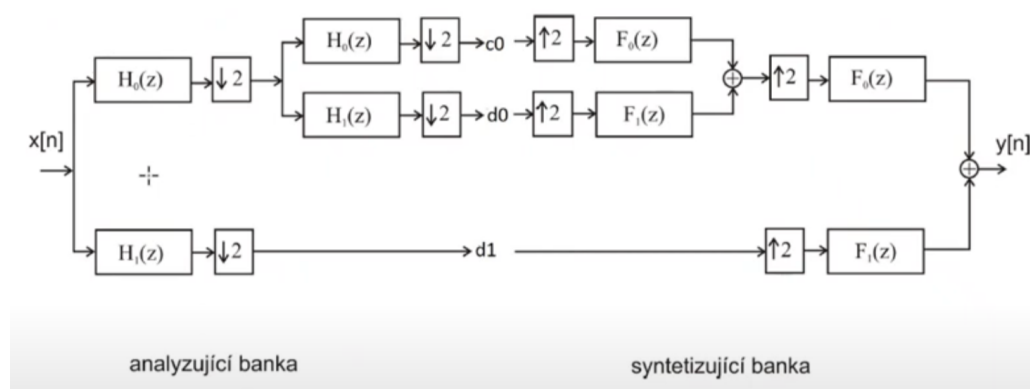 H₀(z) ↓2 c0 ↑2 F₀(z)
H₀(z) ↓2 ↑2 F₀(z)
H₁(z) ↓2 d0 ↑2 F₁(z)
x[n] y[n]
H₁(z) ↓2 d1 ↑2 F₁(z)
analyzující banka syntetizující banka